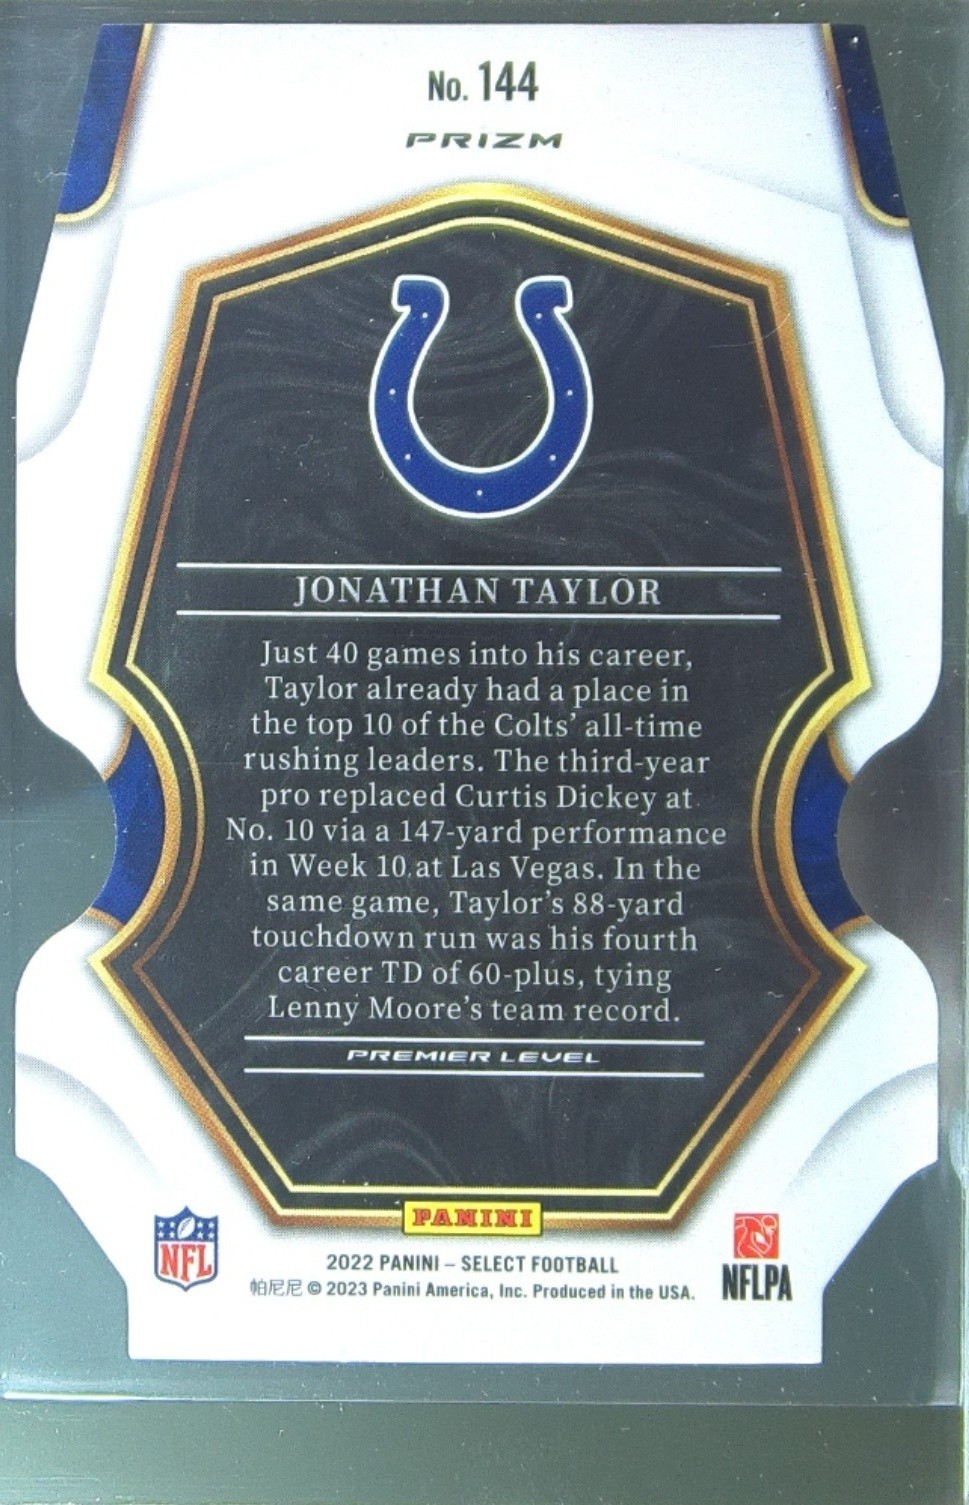 No. 144
PRIZM
JONATHAN TAYLOR
Just 40 games into his career,
Taylor already had a place in
the top 10 of the Colts' all-time
rushing leaders. The third-year
pro replaced Curtis Dickey at
No. 10 via a 147-yard performance
in Week 10 at Las Vegas. In the
same game, Taylor's 88-yard
touchdown run was his fourth
career TD of 60-plus, tying
Lenny Moore's team record.
PREMIER LEVEL
PANINI
NFL
2022 PANINI – SELECT FOOTBALL
帕尼尼 © 2023 Panini America, Inc. Produced in the USA.
NFLPA